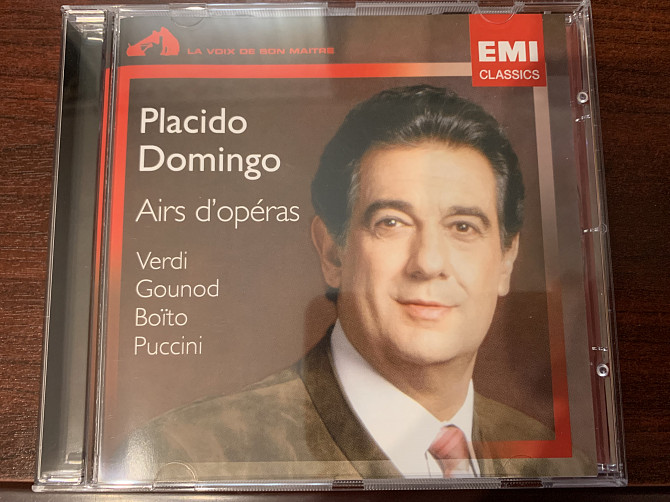 LA VOIX DE SON MAITRE
EMI
CLASSICS
Placido
Domingo
Airs d'opéras
Verdi
Gounod
Boïto
Puccini